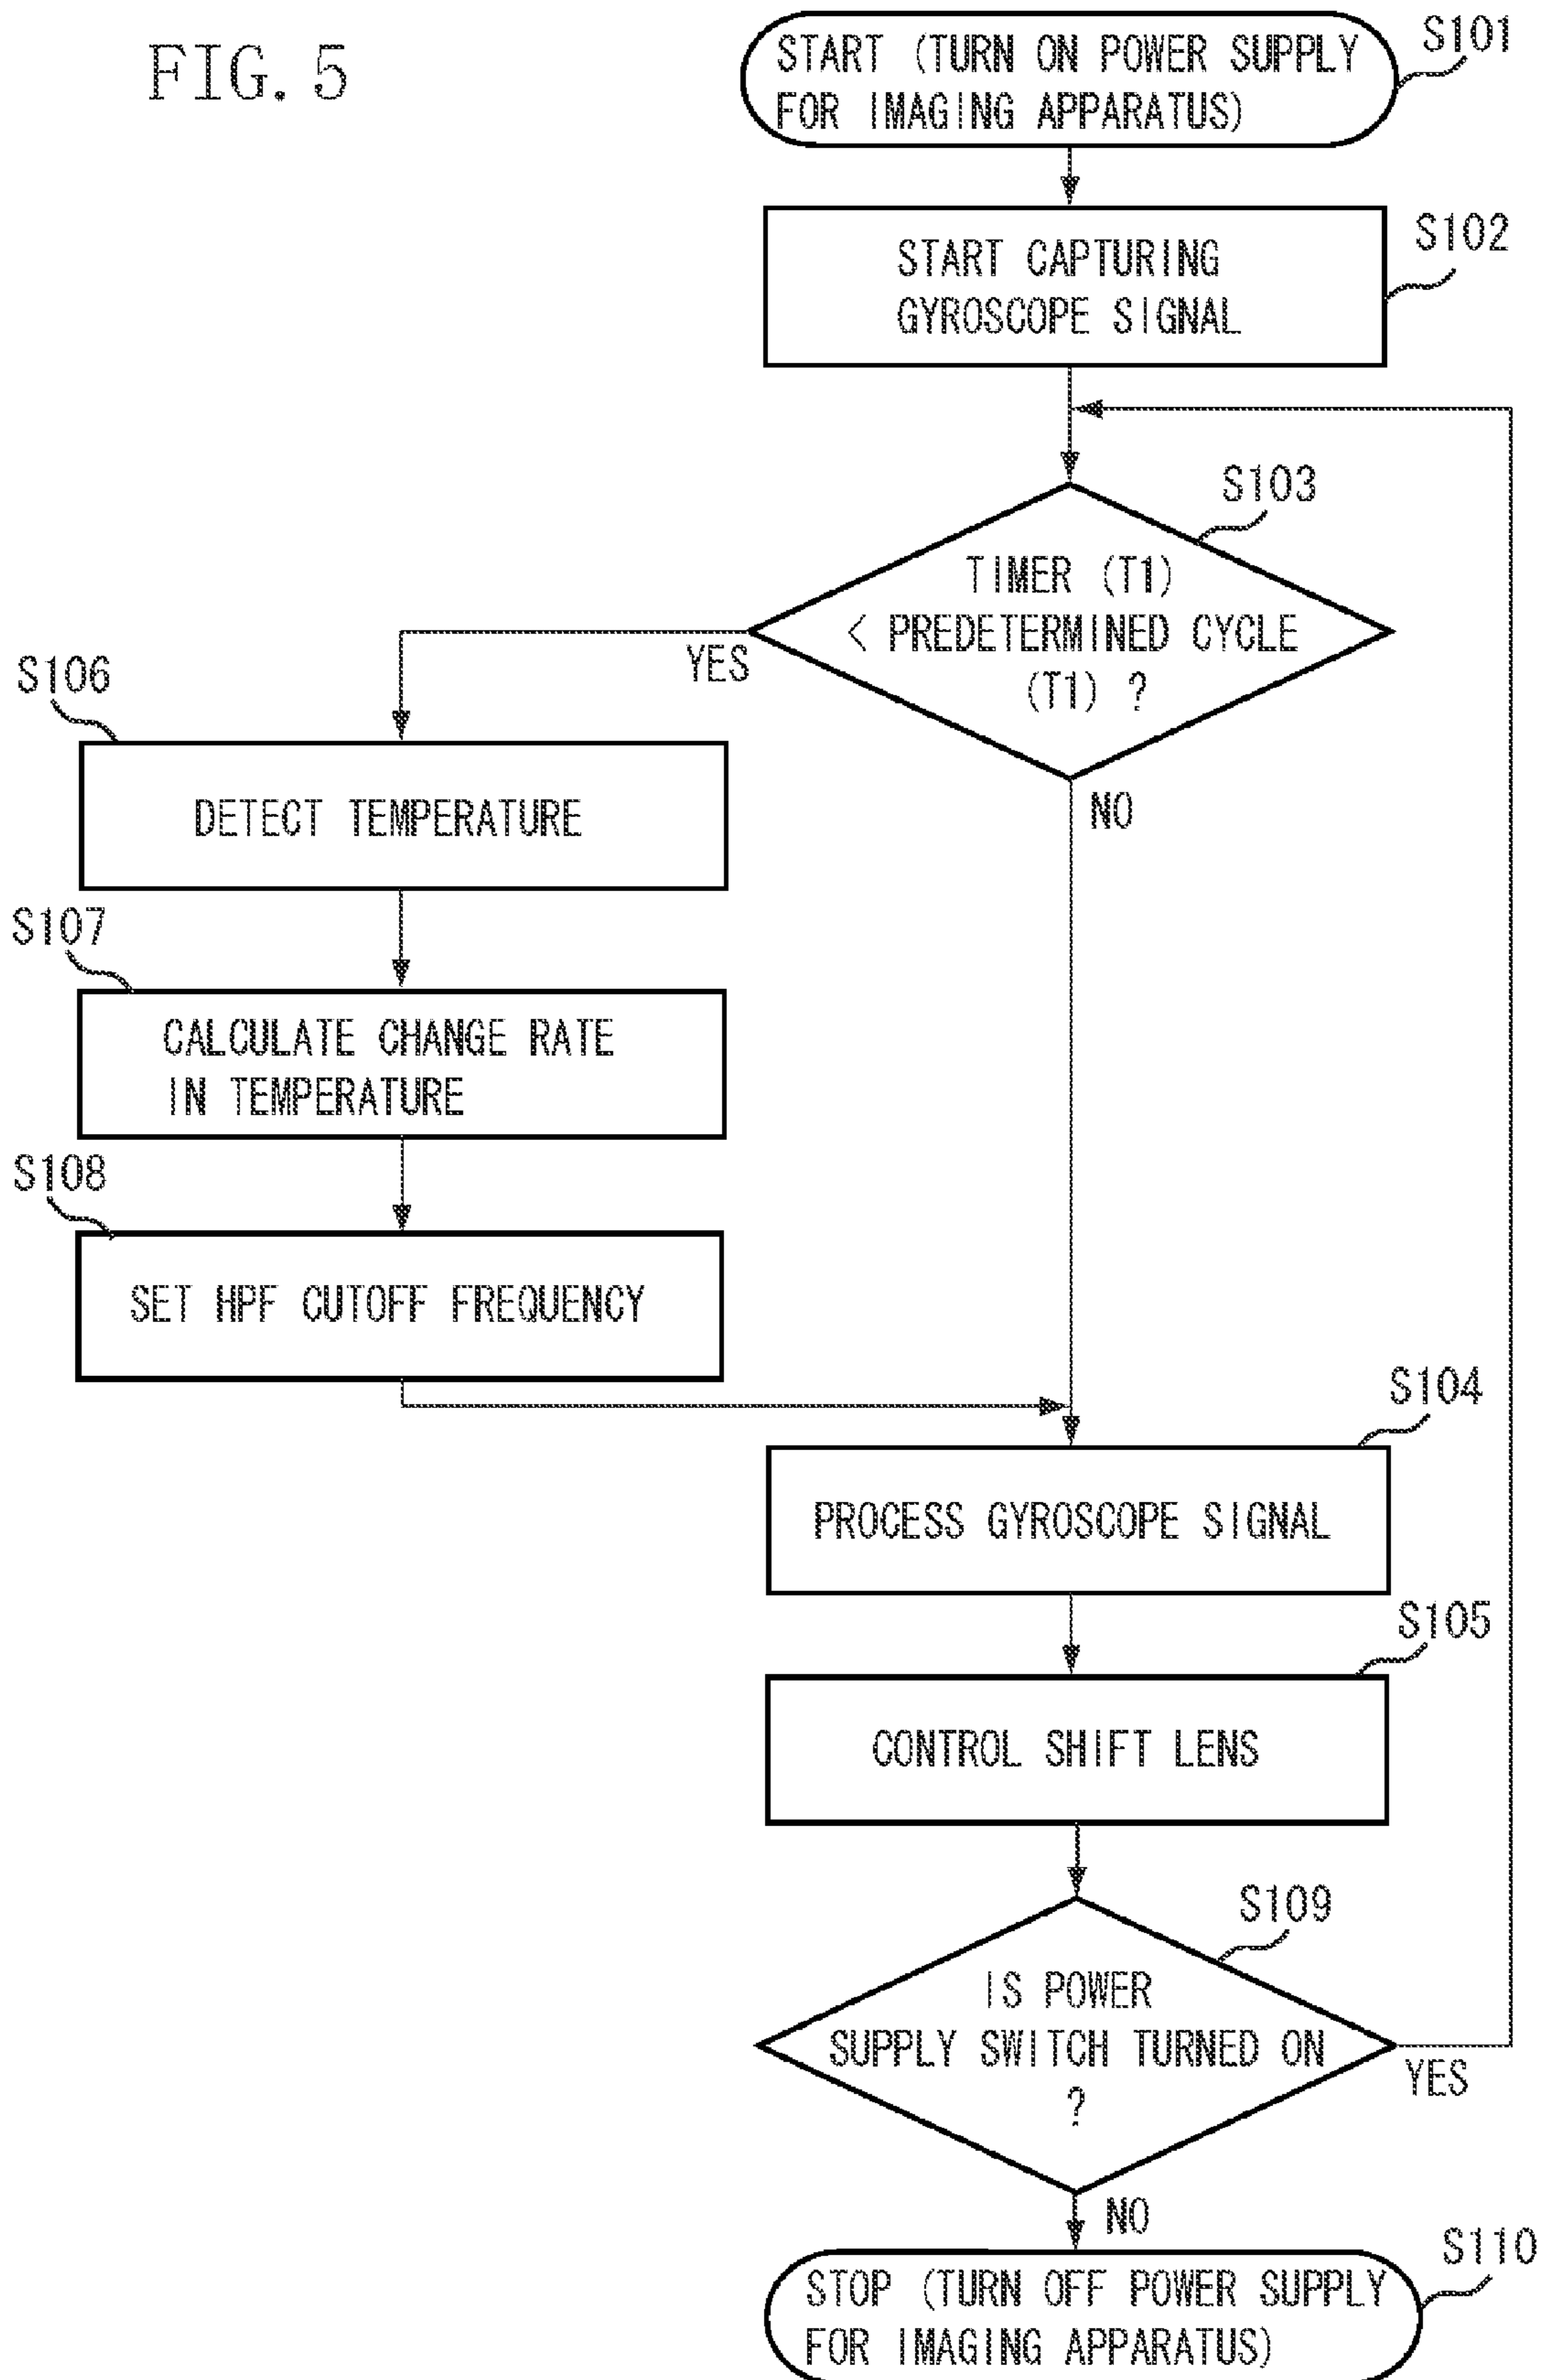 FIG. 5
START (TURN ON POWER SUPPLY
FOR IMAGING APPARATUS)
S101
START CAPTURING
GYROSCOPE SIGNAL
S102
S103
TIMER (T1)
< PREDETERMINED CYCLE
(T1) ?
YES
NO
S106
DETECT TEMPERATURE
S107
CALCULATE CHANGE RATE
IN TEMPERATURE
S108
SET HPF CUTOFF FREQUENCY
S104
PROCESS GYROSCOPE SIGNAL
S105
CONTROL SHIFT LENS
S109
IS POWER
SUPPLY SWITCH TURNED ON
?
YES
NO
S110
STOP (TURN OFF POWER SUPPLY
FOR IMAGING APPARATUS)